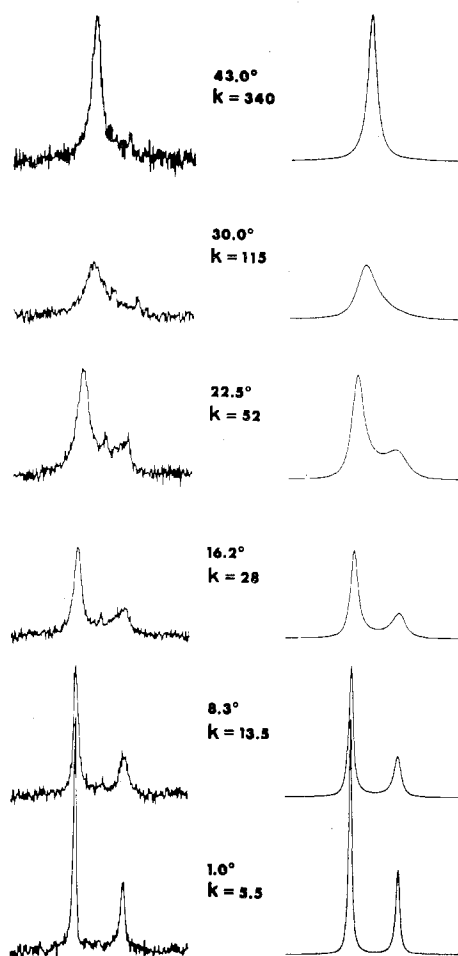 43.0°
k = 340
30.0°
k = 115
22.5°
k = 52
16.2°
k = 28
8.3°
k = 13.5
1.0°
k = 5.5